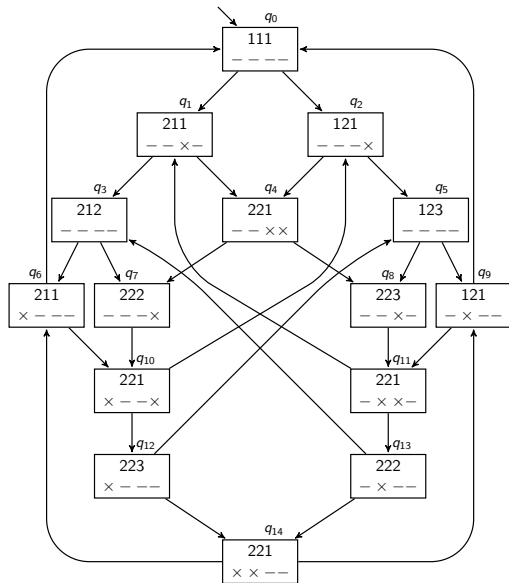 q₀
111
− − − −
q₁ q₂
211 121
− − × − − − − ×
q₃ q₄ q₅
212 221 123
− − − − − − × × − − − −
q₆ q₇ q₈ q₉
211 222 223 121
× − − − − − − × − − × − − × − −
q₁₀ q₁₁
221 221
× − − × − × × −
q₁₂ q₁₃
223 222
× − − − − × − −
q₁₄
221
× × − −